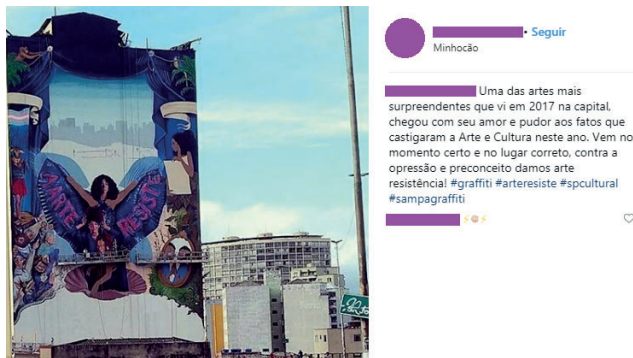 A ARTE
RESISTE
• Seguir
Minhocão
Uma das artes mais
surpreendentes que vi em 2017 na capital,
chegou com seu amor e pudor aos fatos que
castigaram a Arte e Cultura neste ano. Vem no
momento certo e no lugar correto, contra a
opressão e preconceito damos arte
resistência! #graffiti #arteresiste #spcultural
#sampagraffiti